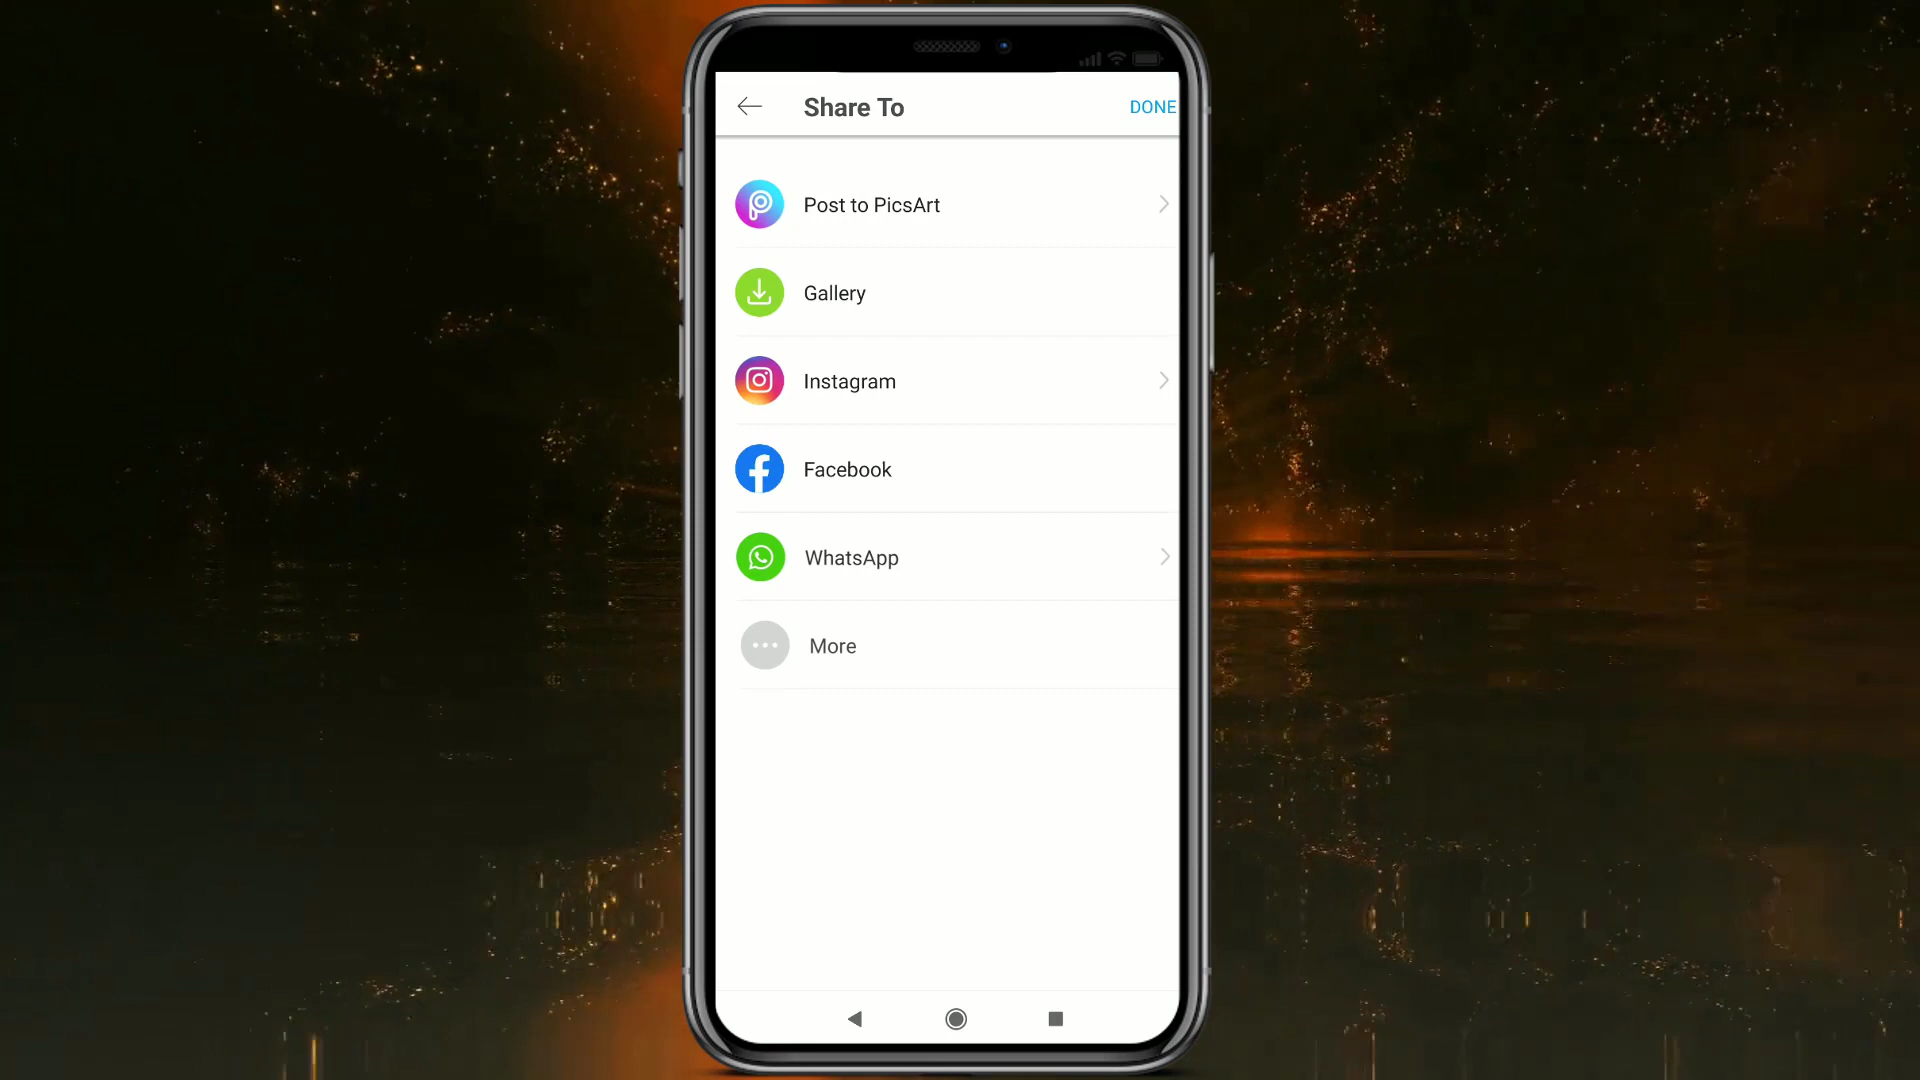 Share To
DONE
Post to PicsArt
Gallery
Instagram
Facebook
WhatsApp
More